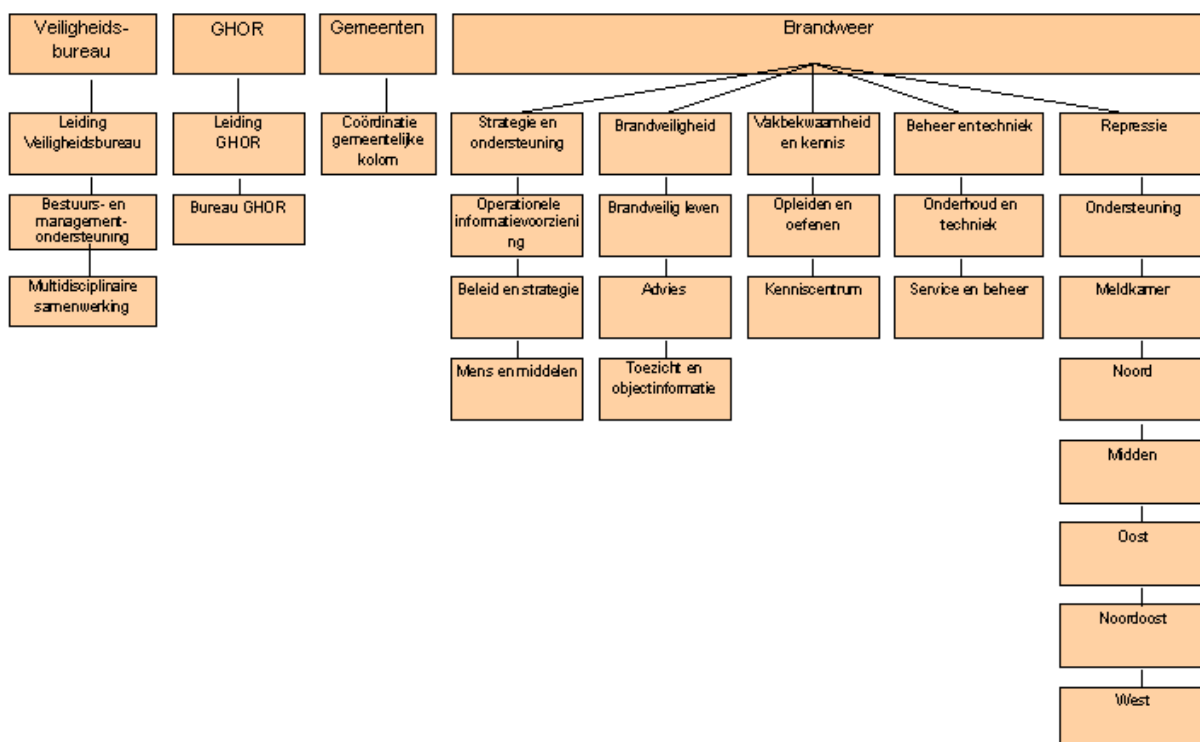 Veiligheids-
bureau
GHOR
Gemeenten
Brandweer
Leiding
Veiligheidsbureau
Leiding
GHOR
Coördinatie
gemeentelijke
kolom
Strategie en
ondersteuning
Brandveiligheid
Vakbekwaamheid
en kennis
Beheer en techniek
Repressie
Bestuurs- en
management-
ondersteuning
Bureau GHOR
Operationele
informatievoorzieni
ng
Brandveilig leven
Opleiden en
oefenen
Onderhoud en
techniek
Ondersteuning
Multidisciplinaire
samenwerking
Beleid en strategie
Advies
Kenniscentrum
Service en beheer
Meldkamer
Mens en middelen
Toezicht en
objectinformatie
Noord
Midden
Oost
Noordoost
West